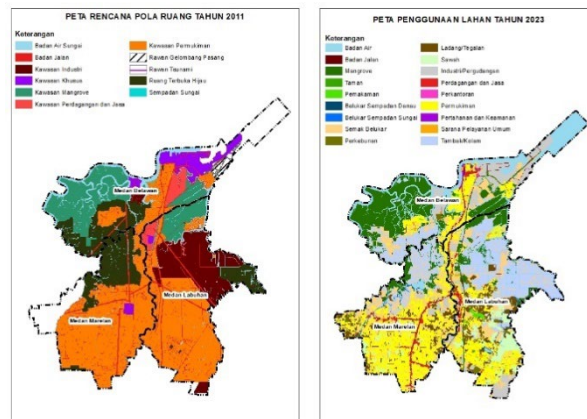 PETA RENCANA POLA RUANG TAHUN 2011
Keterangan
Badan Air Sungai
Badan Jalan
Kawasan Industri
Kawasan Khusus
Kawasan Mangrove
Kawasan Perdagangan dan Jasa
Kawasan Permukiman
Rawan Gelombang Pasang
Rawan Tsunami
Ruang Terbuka Hijau
Sempadan Sungai
Medan Belawan
Medan Labuhan
Medan Marelan
PETA PENGGUNAAN LAHAN TAHUN 2023
Keterangan
Badan Air
Badan Jalan
Mangrove
Taman
Pemakaman
Belukar Sempadan Danau
Belukar Sempadan Sungai
Semak Belukar
Perkebunan
Ladang/Tegalan
Sawah
Industri/Pergudangan
Perdagangan dan Jasa
Perkantoran
Permukiman
Pertahanan dan Keamanan
Sarana Pelayanan Umum
Tambak/Kolam
Medan Belawan
Medan Labuhan
Medan Marelan